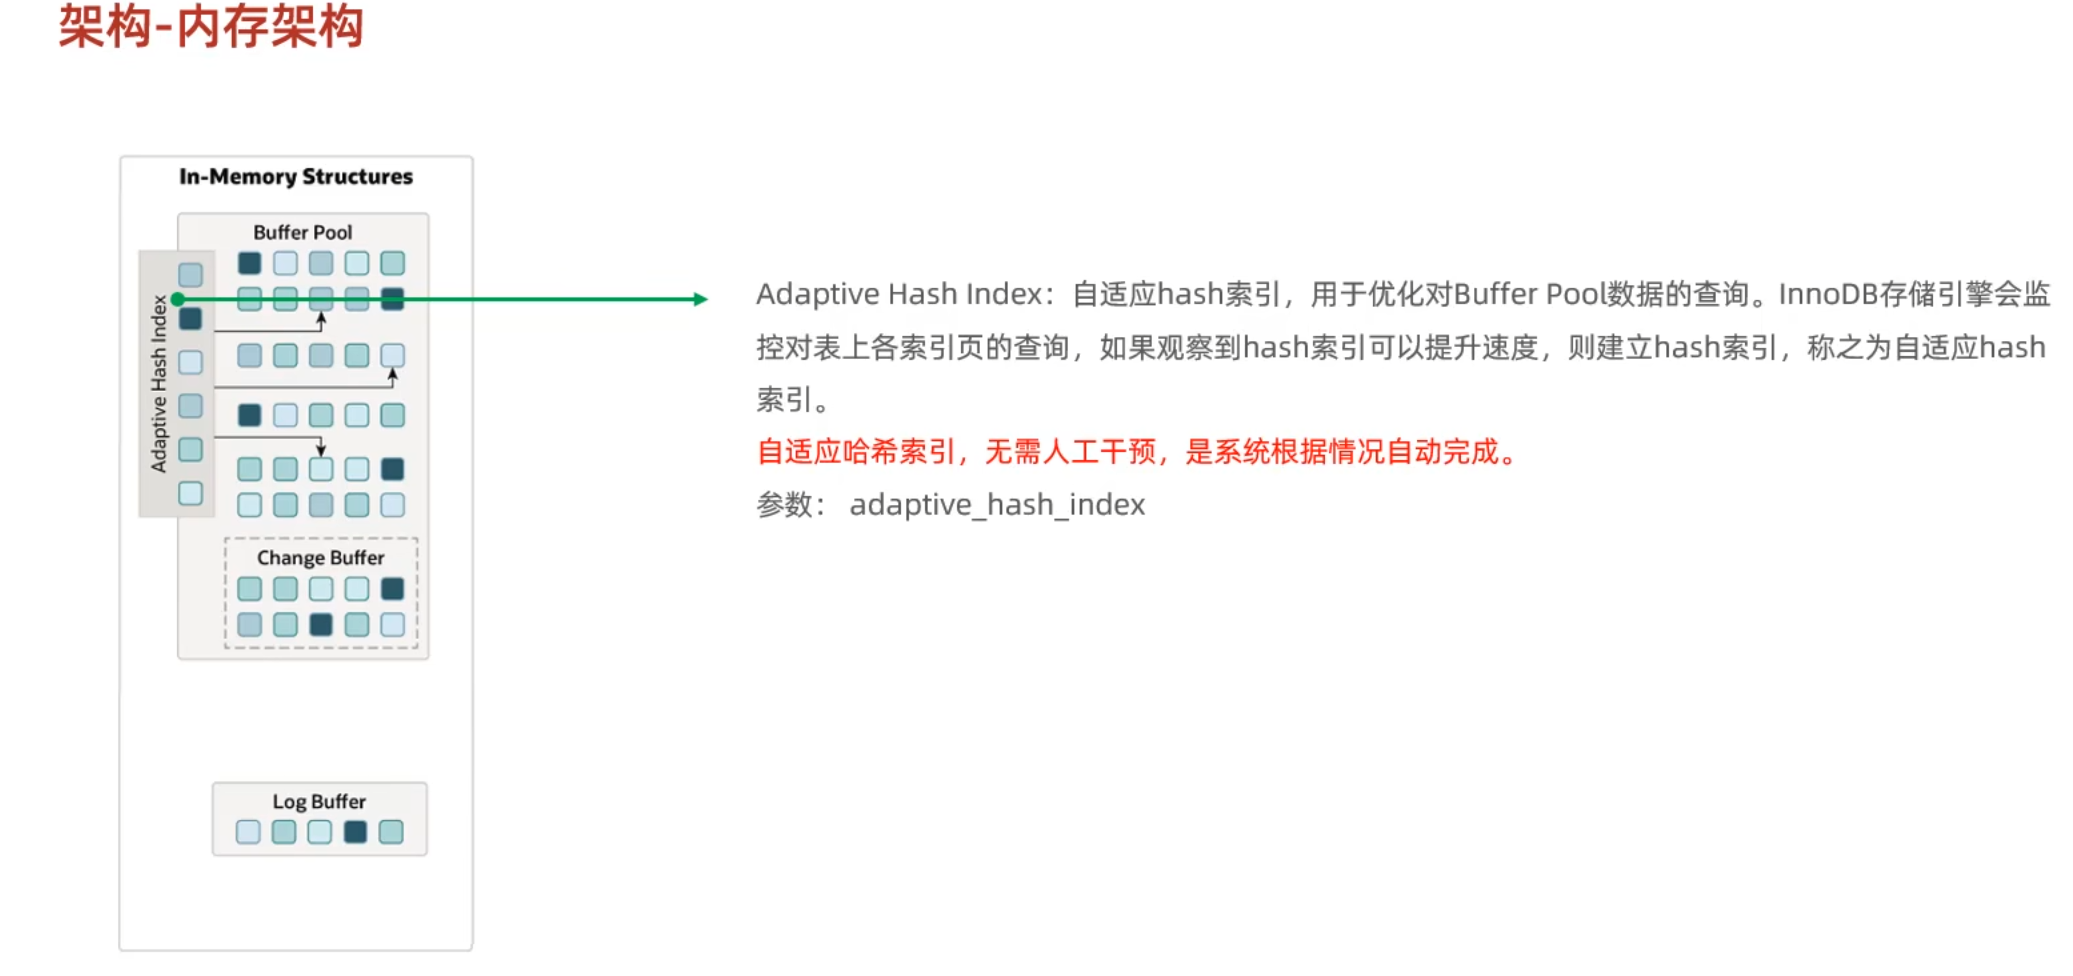 架构-内存架构
In-Memory Structures
Buffer Pool
Adaptive Hash Index
Change Buffer
Log Buffer
Adaptive Hash Index：自适应hash索引，用于优化对Buffer Pool数据的查询。InnoDB存储引擎会监
控对表上各索引页的查询，如果观察到hash索引可以提升速度，则建立hash索引，称之为自适应hash
索引。
自适应哈希索引，无需人工干预，是系统根据情况自动完成。
参数： adaptive_hash_index